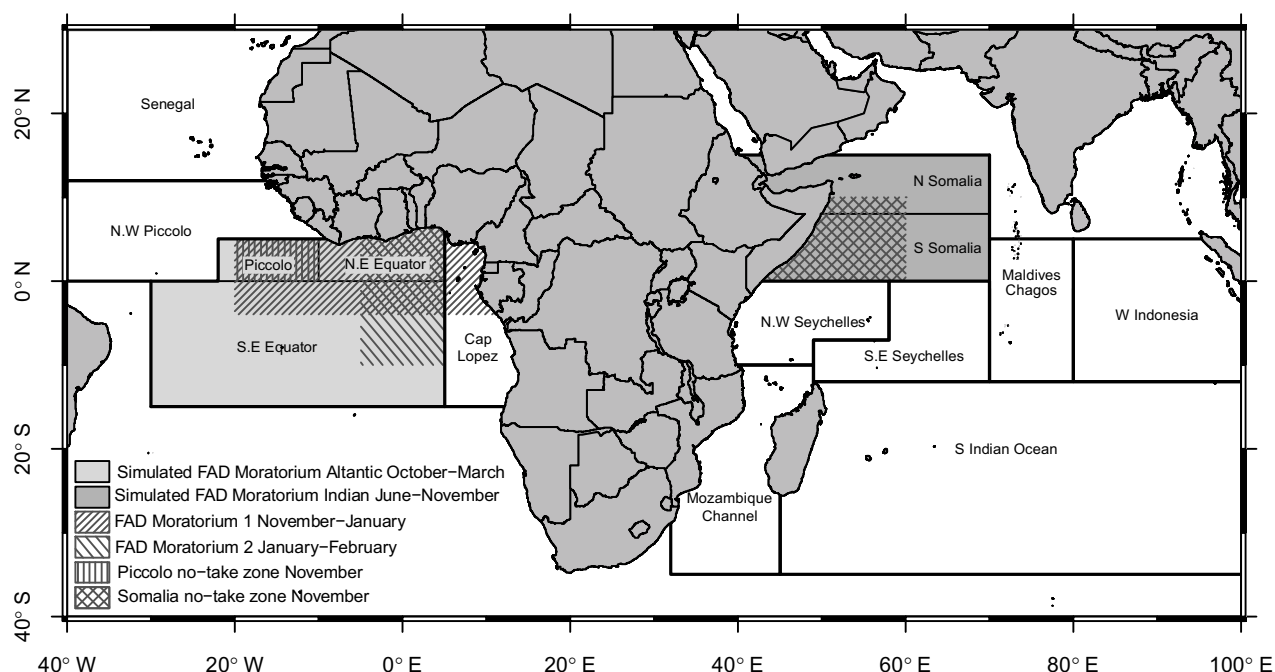 20° N
0° N
20° S
40° S
Senegal
N.W Piccolo
Piccolo
N.E Equator
S.E Equator
Cap
Lopez
N Somalia
S Somalia
N.W Seychelles
S.E Seychelles
Maldives
Chagos
W Indonesia
S Indian Ocean
Mozambique
Channel
Simulated FAD Moratorium Altantic October−March
Simulated FAD Moratorium Indian June−November
FAD Moratorium 1 November−January
FAD Moratorium 2 January−February
Piccolo no−take zone November
Somalia no−take zone November
40° W
20° W
0° E
20° E
40° E
60° E
80° E
100° E